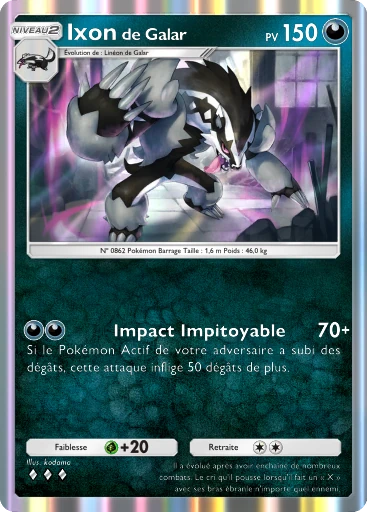 NIVEAU 2 Ixon de Galar PV 150
Évolution de : Linéon de Galar
N° 0862 Pokémon Barrage Taille : 1,6 m Poids : 46,0 kg
Impact Impitoyable 70+
Si le Pokémon Actif de votre adversaire a subi des
dégâts, cette attaque inflige 50 dégâts de plus.
Faiblesse +20 Retraite
Illus. kodama
Il a évolué après avoir enchaîné de nombreux
combats. Le cri qu'il pousse lorsqu'il fait un « X »
avec ses bras ébranle n'importe quel ennemi.